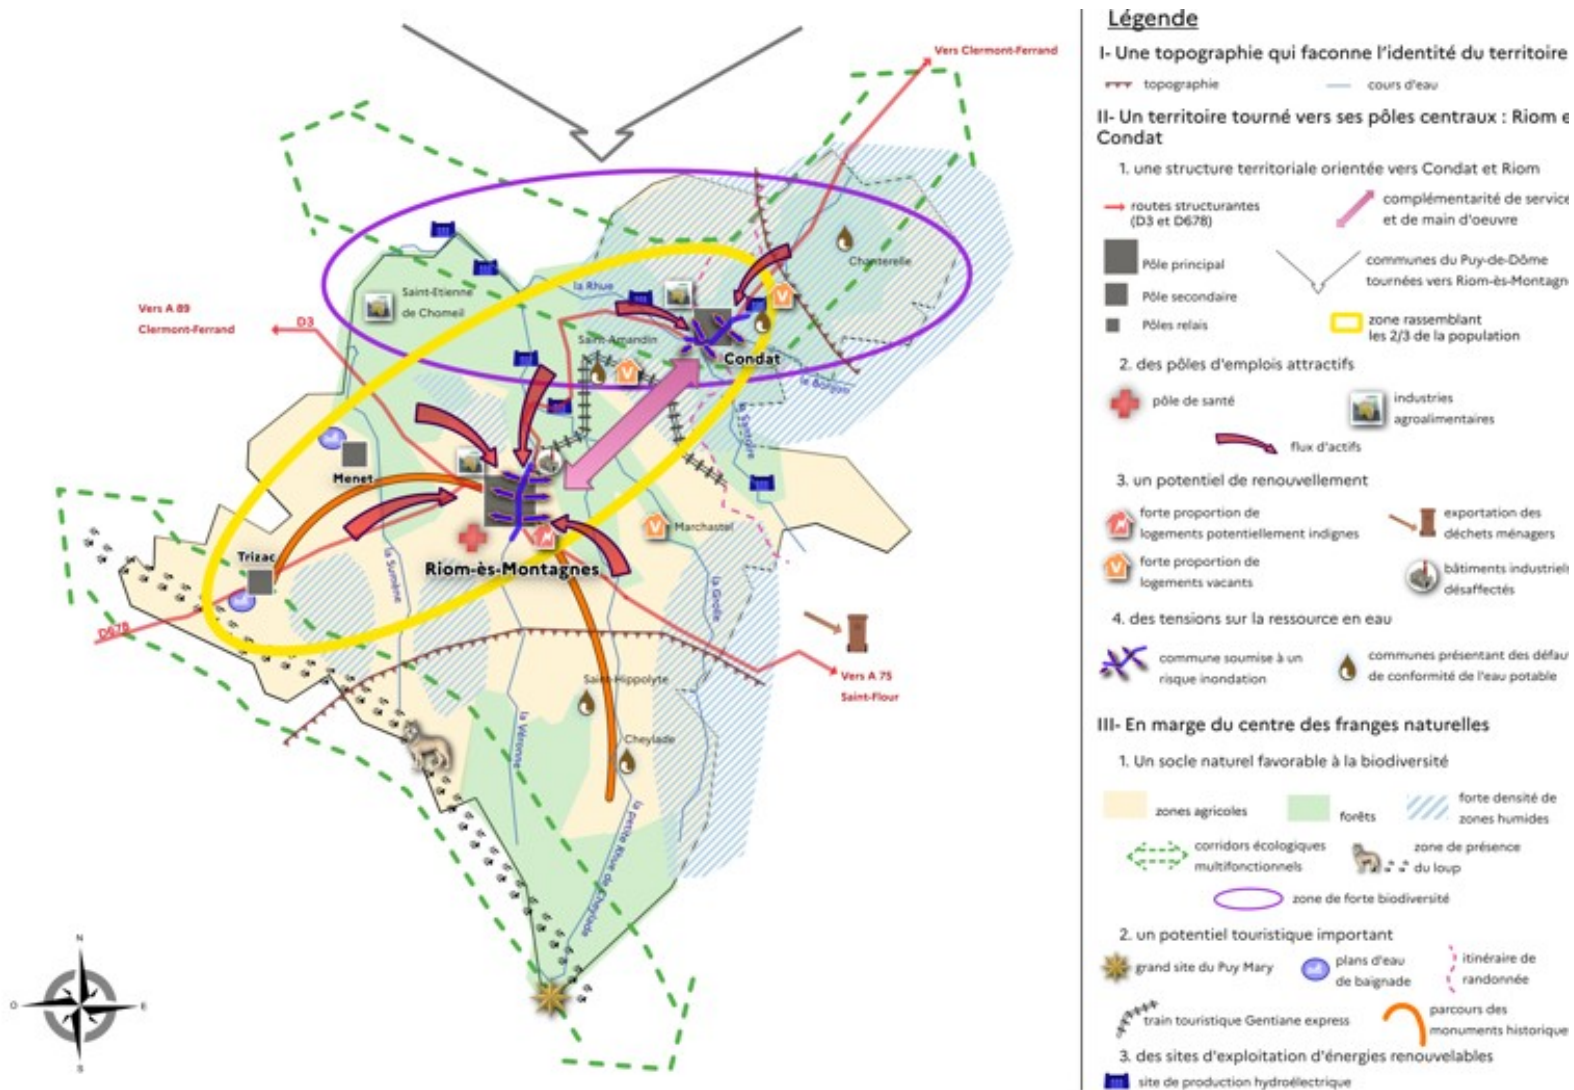 Vers Clermont-Ferrand
Chanterelle
la Rhue
Saint-Etienne
de Chomeil
Vers A 89
Clermont-Ferrand
D3
Saint-Amandin
Condat
la Santoire
Menet
Marchastel
Trizac
Riom-ès-Montagnes
la Sumène
la Grolle
D678
Vers A 75
Saint-Flour
Saint-Hippolyte
la Véronne
Cheylade
la petite Rhue de Cheylade
N
O
E
S
Légende
I- Une topographie qui faconne l'identité du territoire
topographie
cours d'eau
II- Un territoire tourné vers ses pôles centraux : Riom e
Condat
1. une structure territoriale orientée vers Condat et Riom
routes structurantes
(D3 et D678)
complémentarité de service
et de main d'oeuvre
Pôle principal
communes du Puy-de-Dôme
tournées vers Riom-ès-Montagn
Pôle secondaire
Pôles relais
zone rassemblant
les 2/3 de la population
2. des pôles d'emplois attractifs
pôle de santé
industries
agroalimentaires
flux d'actifs
3. un potentiel de renouvellement
forte proportion de
logements potentiellement indignes
exportation des
déchets ménagers
V
forte proportion de
logements vacants
bâtiments industriels
désaffectés
4. des tensions sur la ressource en eau
commune soumise à un
risque inondation
communes présentant des défau
de conformité de l'eau potable
III- En marge du centre des franges naturelles
1. Un socle naturel favorable à la biodiversité
zones agricoles
forêts
forte densité de
zones humides
corridors écologiques
multifonctionnels
zone de présence
du loup
zone de forte biodiversité
2. un potentiel touristique important
grand site du Puy Mary
plans d'eau
de baignade
itinéraire de
randonnée
train touristique Gentiane express
parcours des
monuments historique
3. des sites d'exploitation d'énergies renouvelables
site de production hydroélectrique